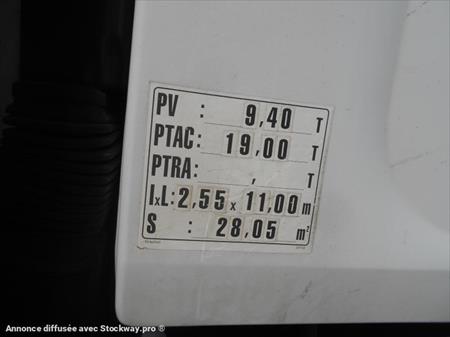 PV : 9,40 T
PTAC: 19,00 T
PTRA: , T
IxL: 2,55 x 11,00 m
S : 28,05 m²
Annonce diffusée avec Stockway.pro ®